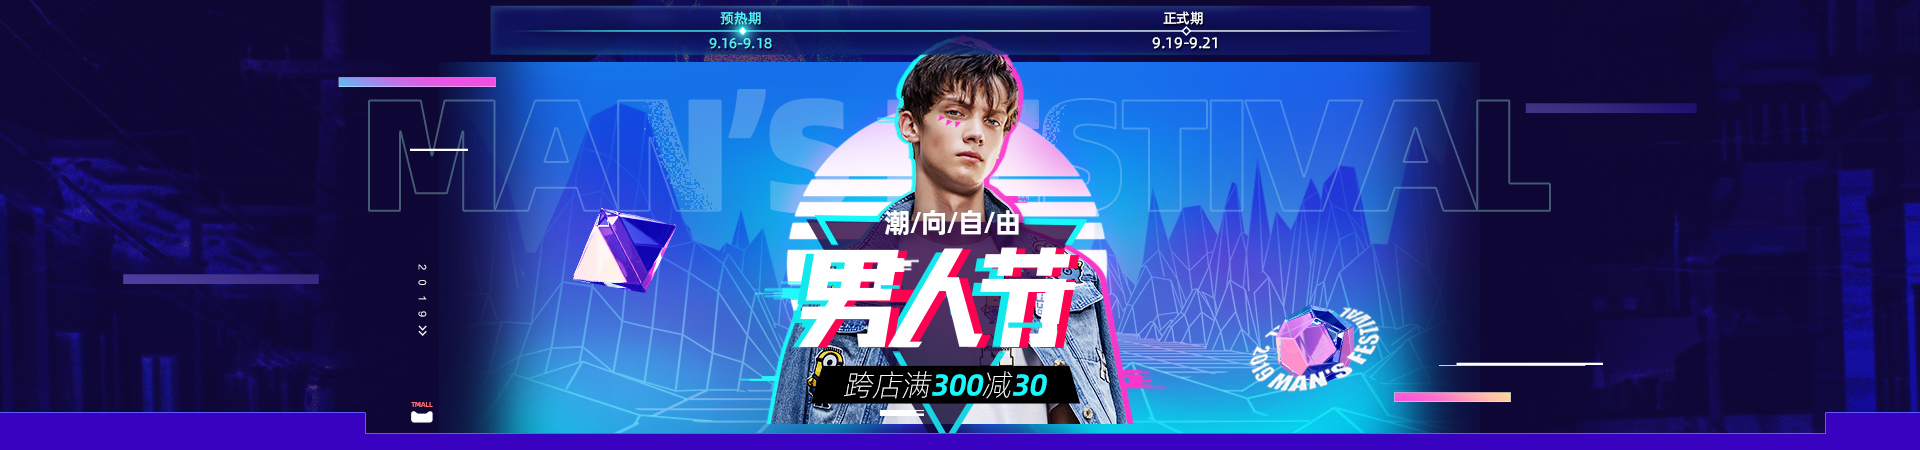 预热期
正式期
9.16-9.18
9.19-9.21
MAN'S FESTIVAL
潮/向/自/由
男人节
跨店满300减30
2019
TMALL
2019 MAN'S FESTIVAL